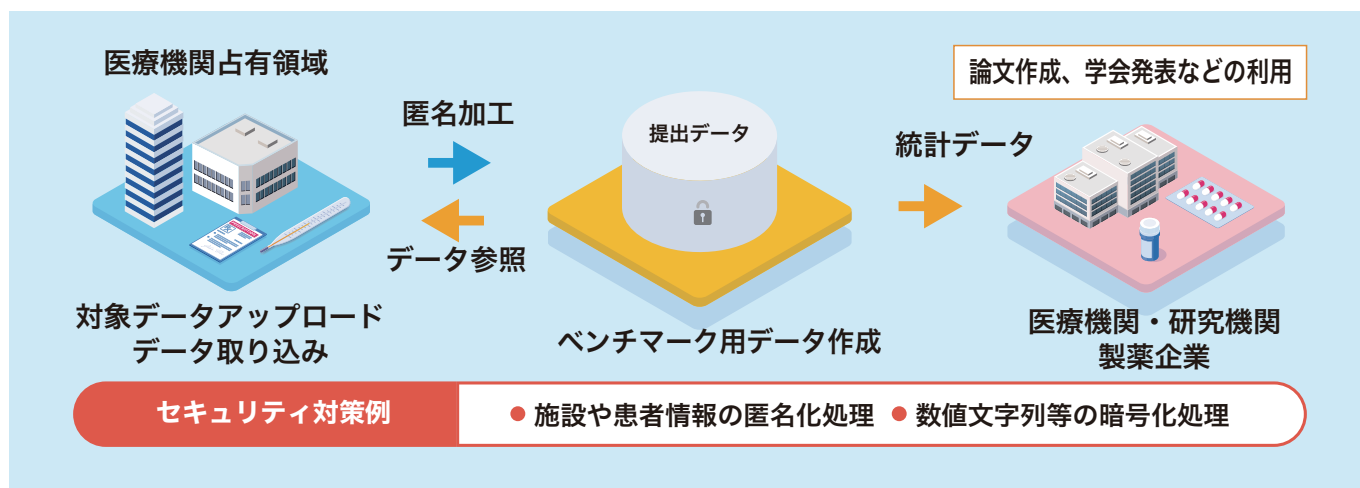 医療機関占有領域
対象データアップロード
データ取り込み
匿名加工
データ参照
提出データ
ベンチマーク用データ作成
統計データ
論文作成、学会発表などの利用
医療機関・研究機関
製薬企業
セキュリティ対策例
● 施設や患者情報の匿名化処理 ● 数値文字列等の暗号化処理